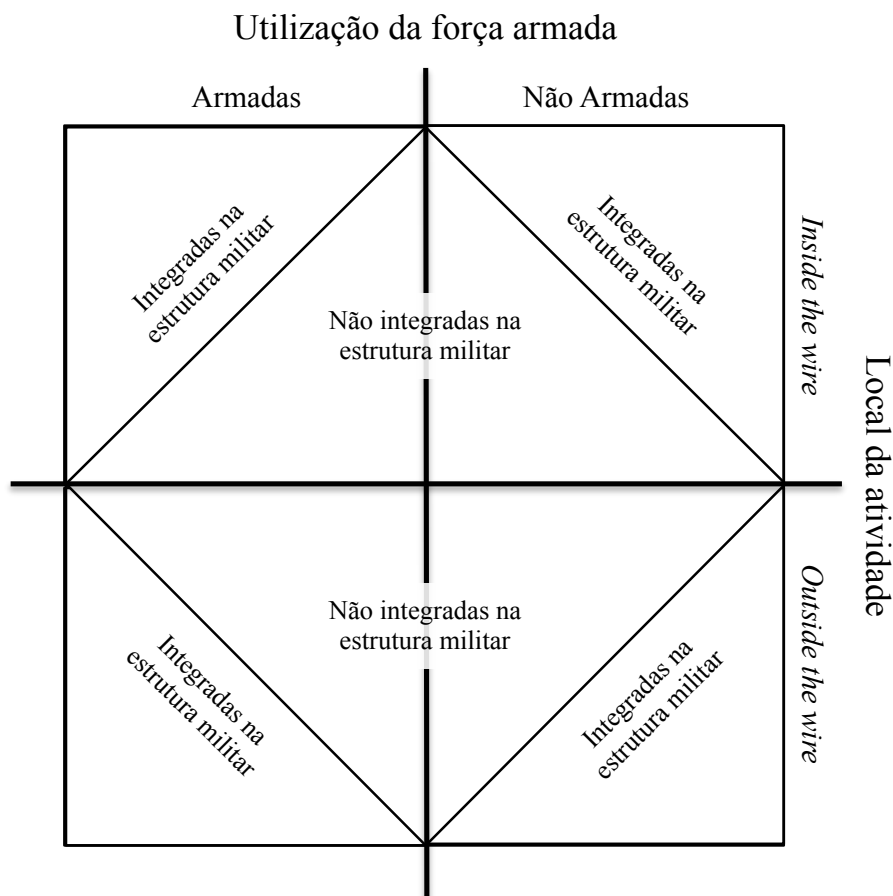 Utilização da força armada
Armadas
Não Armadas
Integradas na
estrutura militar
Integradas na
estrutura militar
Inside the wire
Não integradas na
estrutura militar
Local da atividade
Não integradas na
estrutura militar
Integradas na
estrutura militar
Integradas na
estrutura militar
Outside the wire